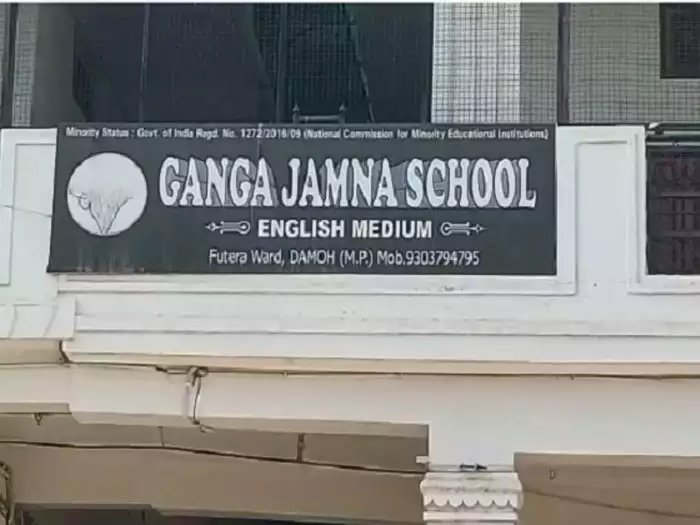 Minority Status : Govt. of India Regd. No. 1272/2016/09 (National Commission for Minority Educational Institutions)
GANGA JAMNA SCHOOL
ENGLISH MEDIUM
Futera Ward, DAMOH (M.P.) Mob.9303794795